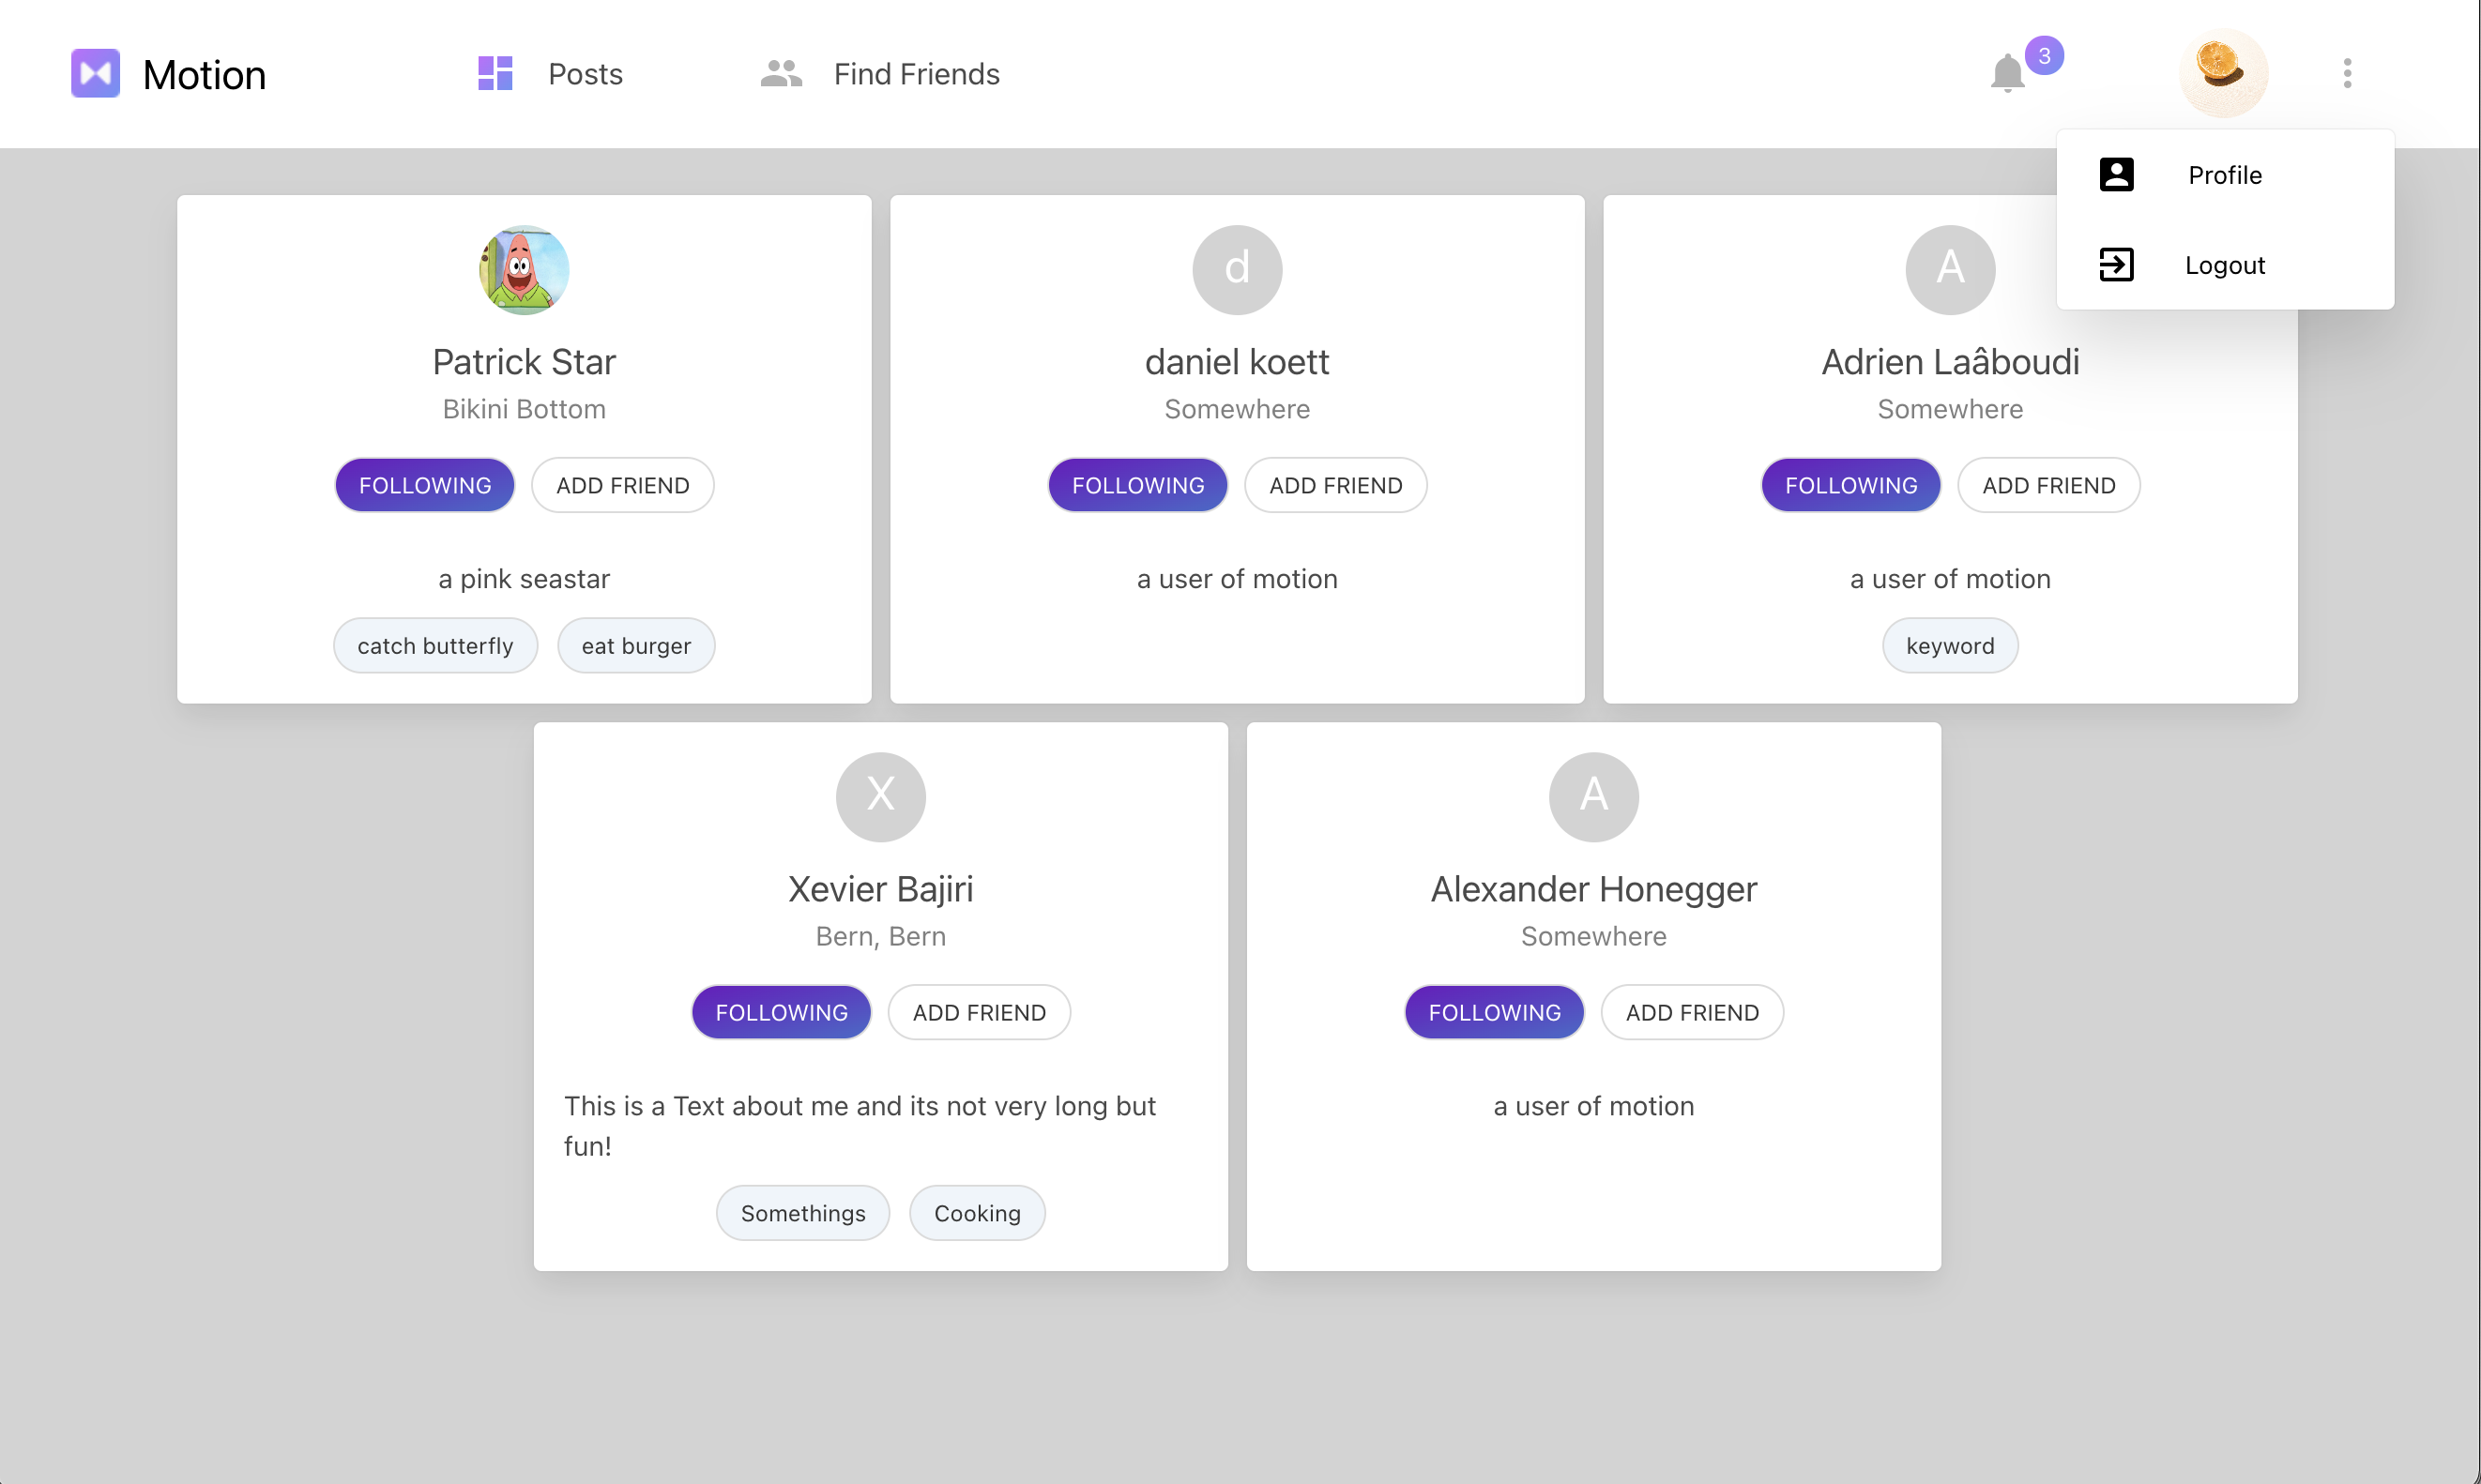 Motion
Posts
Find Friends
3
Profile
Logout
Patrick Star
Bikini Bottom
FOLLOWING
ADD FRIEND
a pink seastar
catch butterfly
eat burger
d
daniel koett
Somewhere
FOLLOWING
ADD FRIEND
a user of motion
A
Adrien Laâboudi
Somewhere
FOLLOWING
ADD FRIEND
a user of motion
keyword
X
Xevier Bajiri
Bern, Bern
FOLLOWING
ADD FRIEND
This is a Text about me and its not very long but
fun!
Somethings
Cooking
A
Alexander Honegger
Somewhere
FOLLOWING
ADD FRIEND
a user of motion